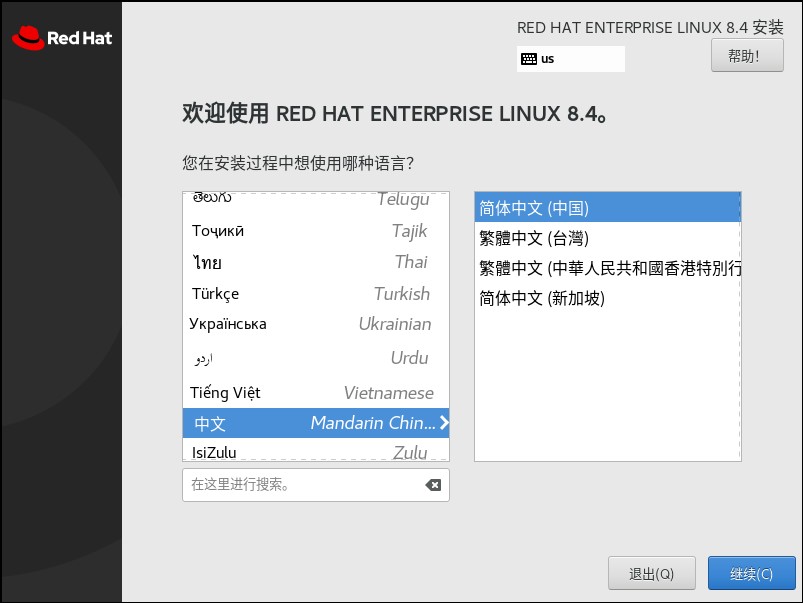 Red Hat
RED HAT ENTERPRISE LINUX 8.4 安装
us
帮助!
欢迎使用 RED HAT ENTERPRISE LINUX 8.4。
您在安装过程中想使用哪种语言？
తెలుగు Telugu
Тоҷикӣ Tajik
ไทย Thai
Türkçe Turkish
Українська Ukrainian
اردو Urdu
Tiếng Việt Vietnamese
中文 Mandarin Chin...
IsiZulu Zulu
简体中文 (中国)
繁體中文 (台灣)
繁體中文 (中華人民共和國香港特別行
简体中文 (新加坡)
在这里进行搜索。
退出(Q)
继续(C)